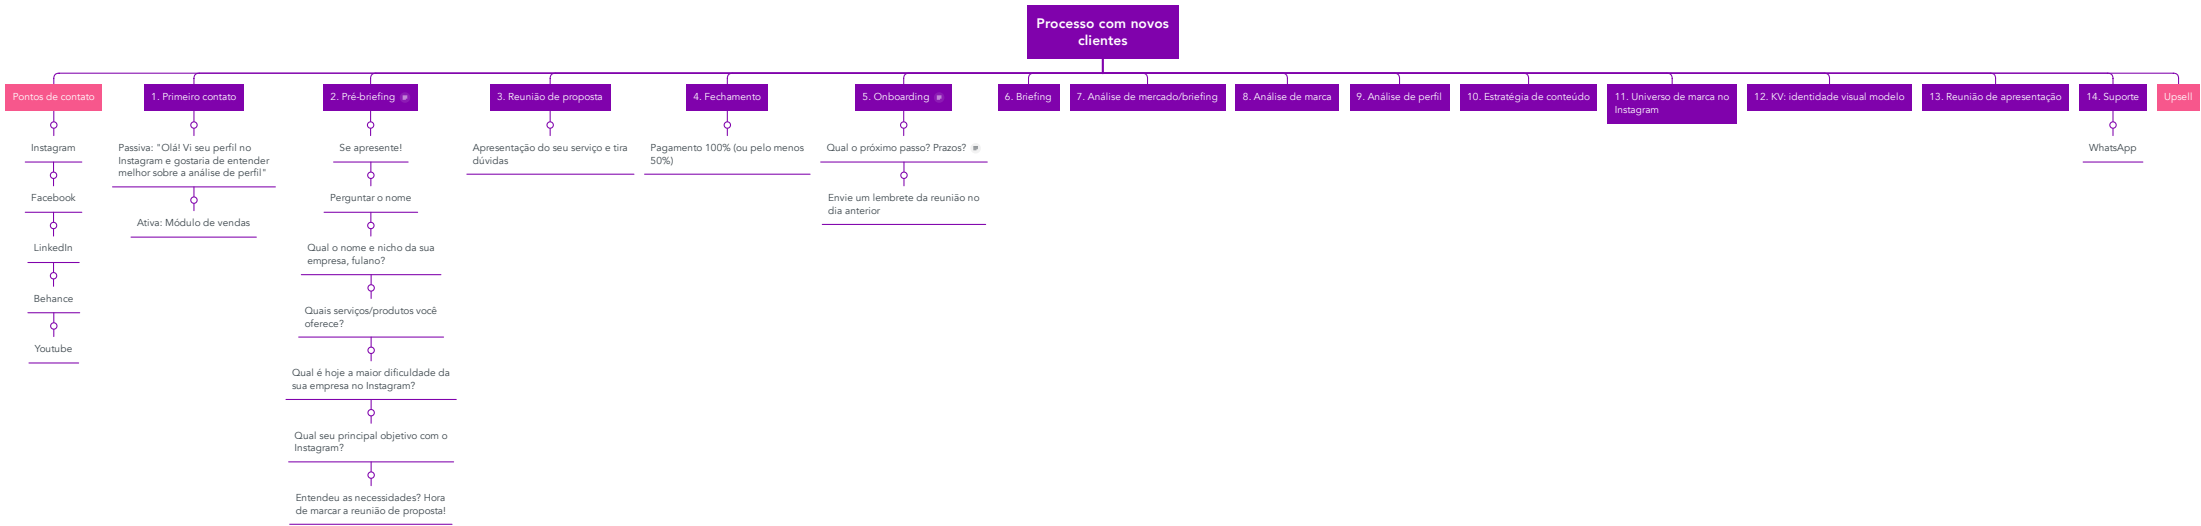 Processo com novos
clientes
Pontos de contato
Instagram
Facebook
LinkedIn
Behance
Youtube
1. Primeiro contato
Passiva: "Olá! Vi seu perfil no
Instagram e gostaria de entender
melhor sobre a análise de perfil"
Ativa: Módulo de vendas
2. Pré-briefing
Se apresente!
Perguntar o nome
Qual o nome e nicho da sua
empresa, fulano?
Quais serviços/produtos você
oferece?
Qual é hoje a maior dificuldade da
sua empresa no Instagram?
Qual seu principal objetivo com o
Instagram?
Entendeu as necessidades? Hora
de marcar a reunião de proposta!
3. Reunião de proposta
Apresentação do seu serviço e tira
dúvidas
4. Fechamento
Pagamento 100% (ou pelo menos
50%)
5. Onboarding
Qual o próximo passo? Prazos?
Envie um lembrete da reunião no
dia anterior
6. Briefing
7. Análise de mercado/briefing
8. Análise de marca
9. Análise de perfil
10. Estratégia de conteúdo
11. Universo de marca no
Instagram
12. KV: identidade visual modelo
13. Reunião de apresentação
14. Suporte
WhatsApp
Upsell